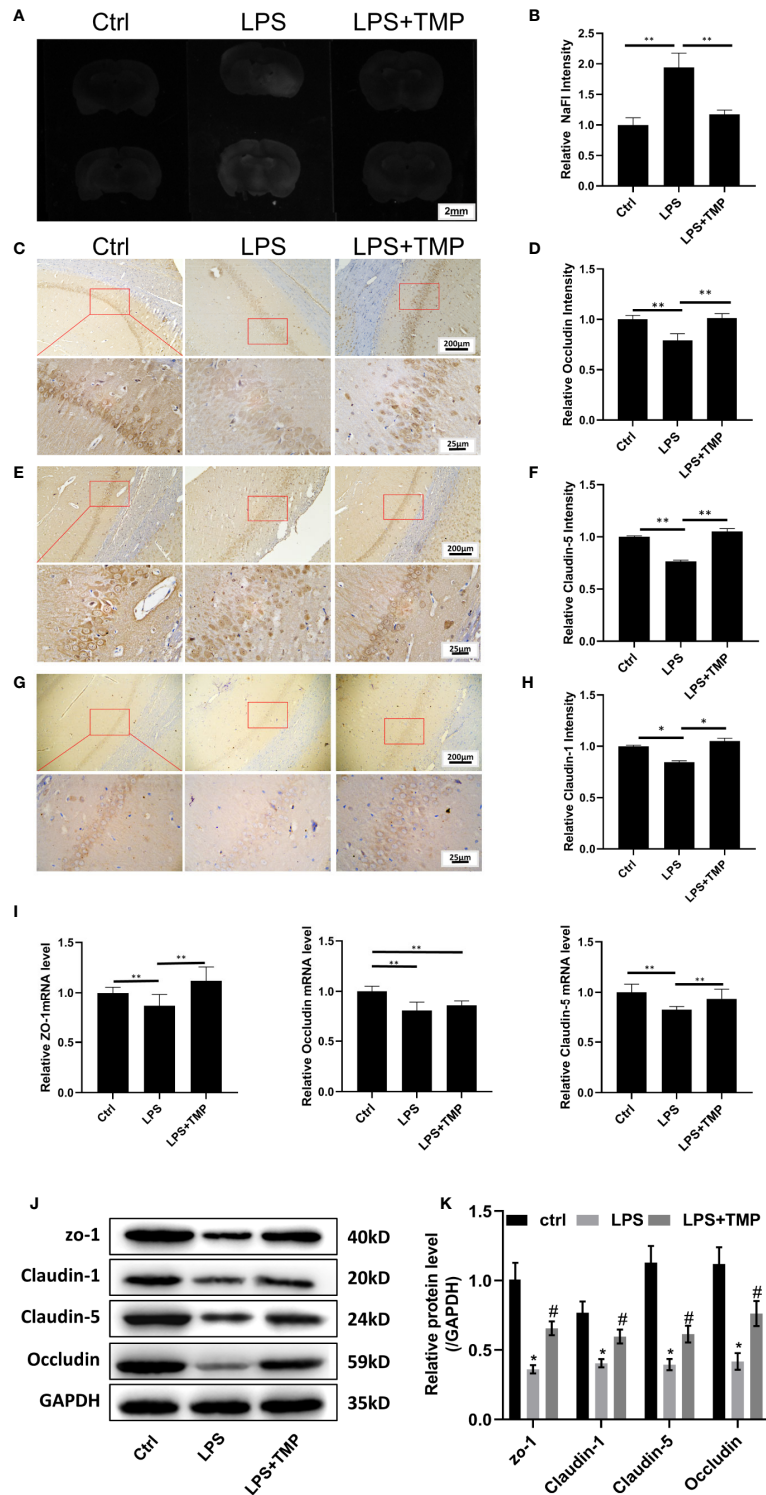 A
Ctrl
LPS
LPS+TMP
2mm
B
Relative NaFl Intensity
2.5
2.0
1.5
1.0
0.5
0.0
**
**
Ctrl
LPS
LPS+TMP
C
Ctrl
LPS
LPS+TMP
200μm
25μm
D
Relative Occludin Intensity
1.5
1.0
0.5
0.0
**
**
Ctrl
LPS
LPS+TMP
E
200μm
25μm
F
Relative Claudin-5 Intensity
1.5
1.0
0.5
0.0
**
**
Ctrl
LPS
LPS+TMP
G
200μm
25μm
H
Relative Claudin-1 Intensity
1.5
1.0
0.5
0.0
*
*
Ctrl
LPS
LPS+TMP
I
Relative ZO-1mRNA level
1.5
1.0
0.5
0.0
**
**
Ctrl
LPS
LPS+TMP
Relative Occludin mRNA level
1.5
1.0
0.5
0.0
**
**
Ctrl
LPS
LPS+TMP
Relative Claudin-5 mRNA level
1.5
1.0
0.5
0.0
**
**
Ctrl
LPS
LPS+TMP
J
zo-1 40kD
Claudin-1 20kD
Claudin-5 24kD
Occludin 59kD
GAPDH 35kD
Ctrl
LPS
LPS+TMP
K
Relative protein level
(/GAPDH)
1.5
1.0
0.5
0.0
ctrl LPS LPS+TMP
* # * # * # * #
zo-1
Claudin-1
Claudin-5
Occludin